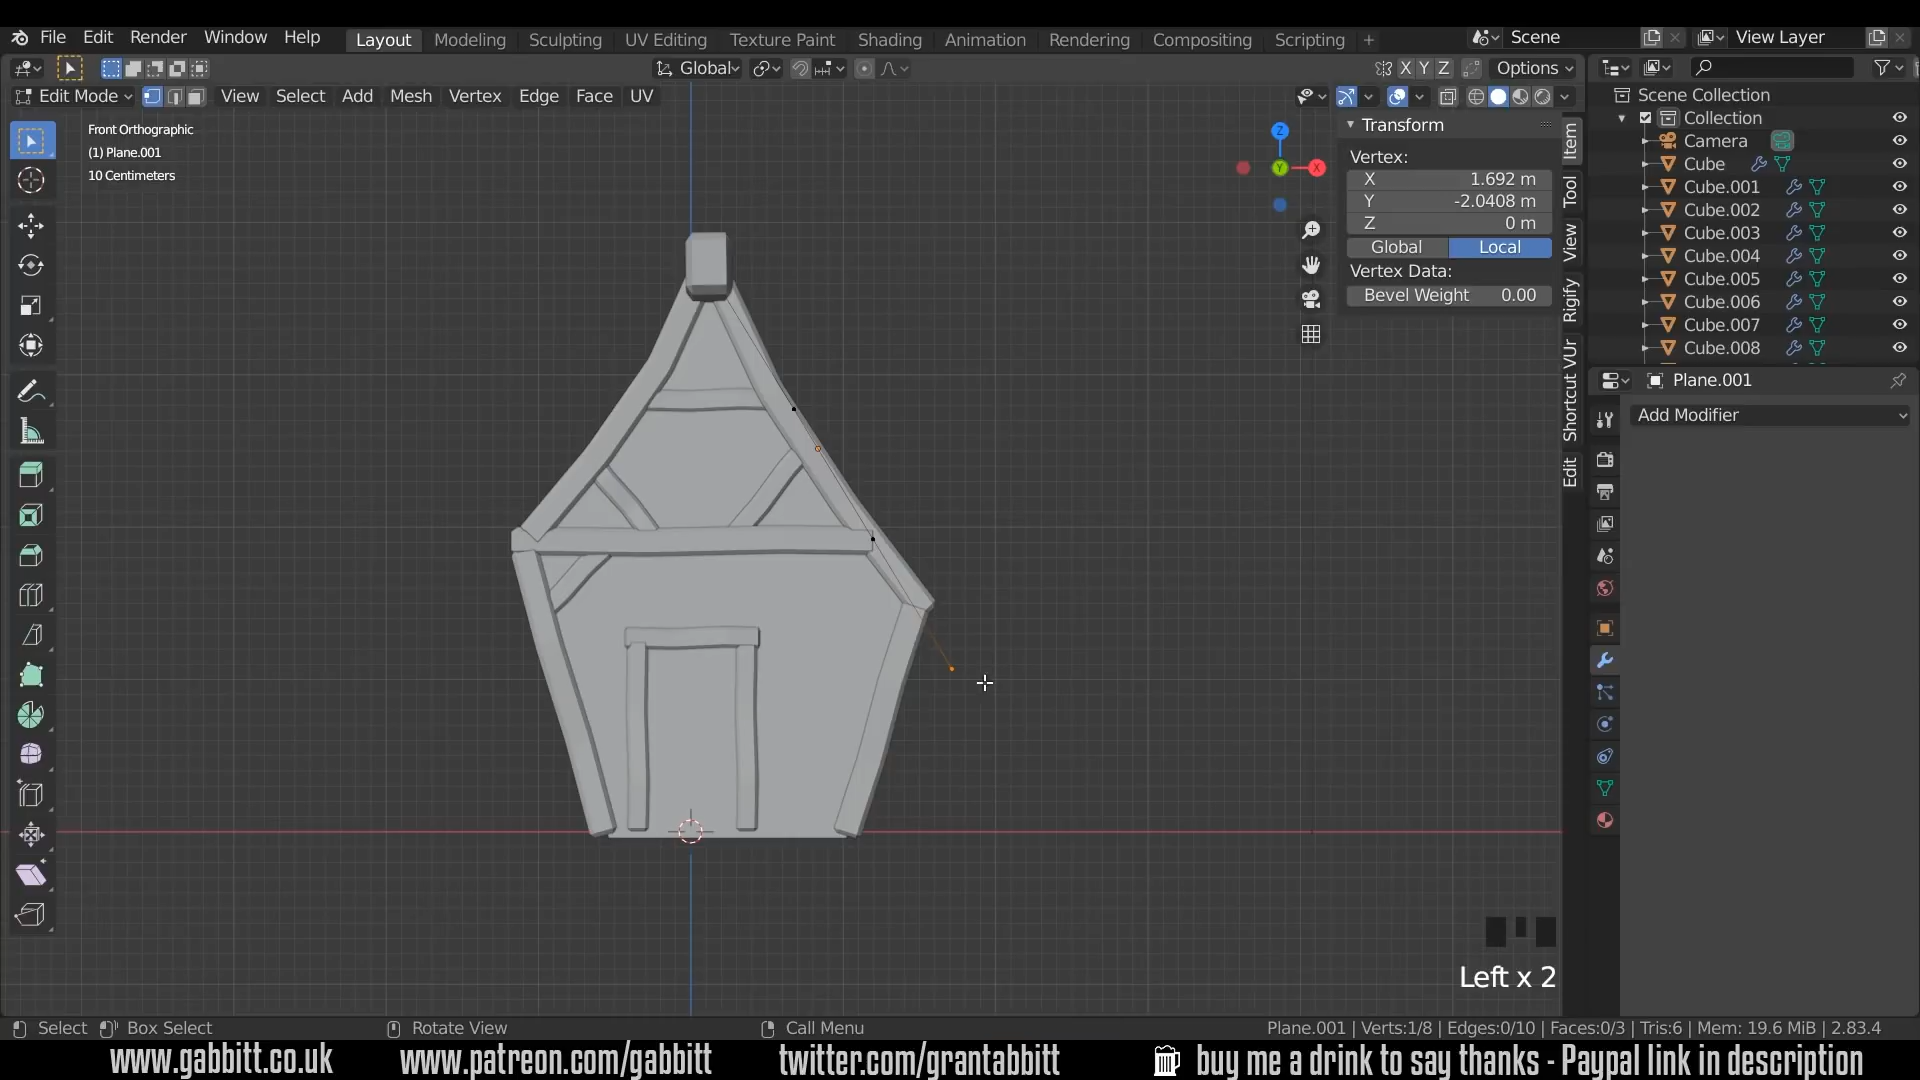 File Edit Render Window Help Layout Modeling Sculpting UV Editing Texture Paint Shading Animation Rendering Compositing Scripting + Scene View Layer
Global X Y Z Options
Edit Mode View Select Add Mesh Vertex Edge Face UV
Front Orthographic
(1) Plane.001
10 Centimeters
Z
Y
X
Transform
Vertex:
X 1.692 m
Y -2.0408 m
Z 0 m
Global Local
Vertex Data:
Bevel Weight 0.00
Item
Tool
View
Rigify
Shortcut VUr
Edit
Scene Collection
Collection
Camera
Cube
Cube.001
Cube.002
Cube.003
Cube.004
Cube.005
Cube.006
Cube.007
Cube.008
Plane.001
Add Modifier
Left x 2
Select Box Select Rotate View Call Menu Plane.001 | Verts:1/8 | Edges:0/10 | Faces:0/3 | Tris:6 | Mem: 19.6 MiB | 2.83.4
www.gabbitt.co.uk www.patreon.com/gabbitt twitter.com/grantabbitt buy me a drink to say thanks - Paypal link in description